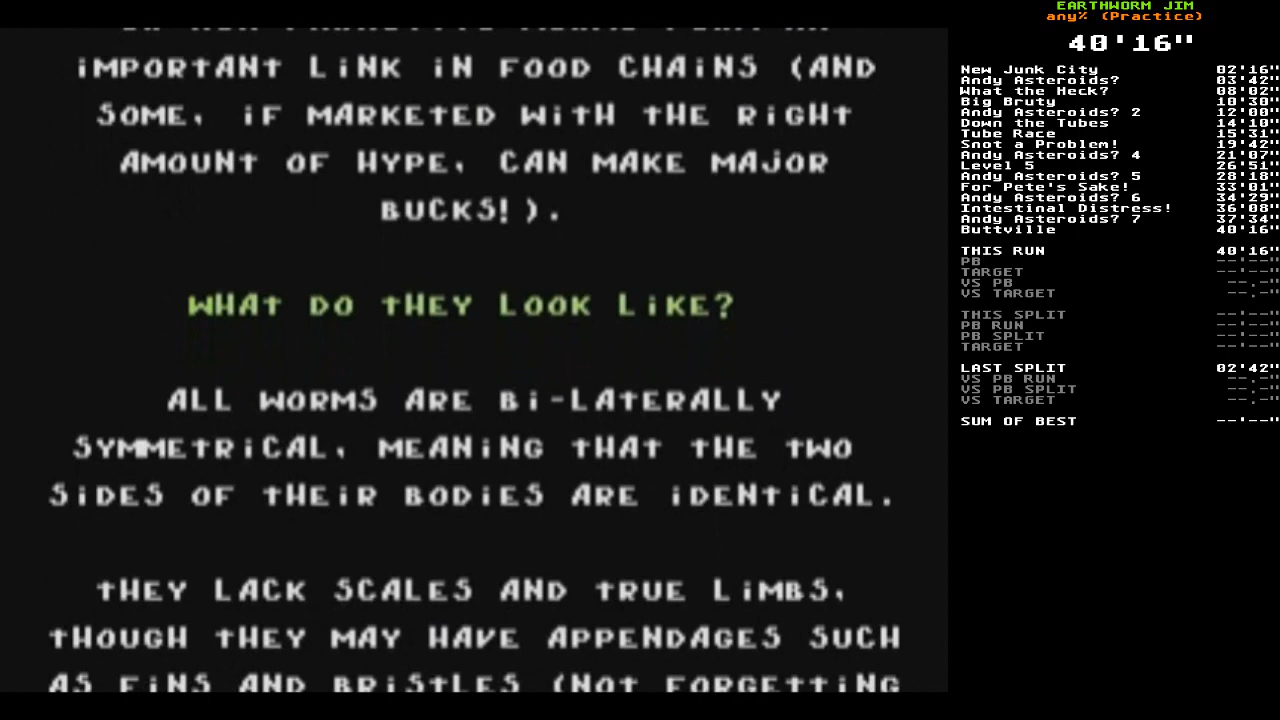 IMPORTANT LINK IN FOOD CHAINS (AND
SOME, IF MARKETED WITH THE RIGHT
AMOUNT OF HYPE, CAN MAKE MAJOR
BUCKS!).
WHAT DO THEY LOOK LIKE?
ALL WORMS ARE BI-LATERALLY
SYMMETRICAL, MEANING THAT THE TWO
SIDES OF THEIR BODIES ARE IDENTICAL.
THEY LACK SCALES AND TRUE LIMBS,
THOUGH THEY MAY HAVE APPENDAGES SUCH
AS FINS AND BRISTLES (NOT FORGETTING
EARTHWORM JIM
any% (Practice)
40'16"
New Junk City 02'16"
Andy Asteroids? 03'42"
What the Heck? 08'02"
Big Bruty 10'30"
Andy Asteroids? 2 12'00"
Down the Tubes 14'10"
Tube Race 15'31"
Snot a Problem! 19'42"
Andy Asteroids? 4 21'07"
Level 5 26'51"
Andy Asteroids? 5 28'18"
For Pete's Sake! 33'01"
Andy Asteroids? 6 34'29"
Intestinal Distress! 36'08"
Andy Asteroids? 7 37'34"
Buttville 40'16"
THIS RUN 40'16"
PB --'--"
TARGET --'--"
VS PB --.-"
VS TARGET --.-"
THIS SPLIT --'--"
PB RUN --'--"
PB SPLIT --'--"
TARGET --'--"
LAST SPLIT 02'42"
VS PB RUN --.-"
VS PB SPLIT --.-"
VS TARGET --.-"
SUM OF BEST --'--"